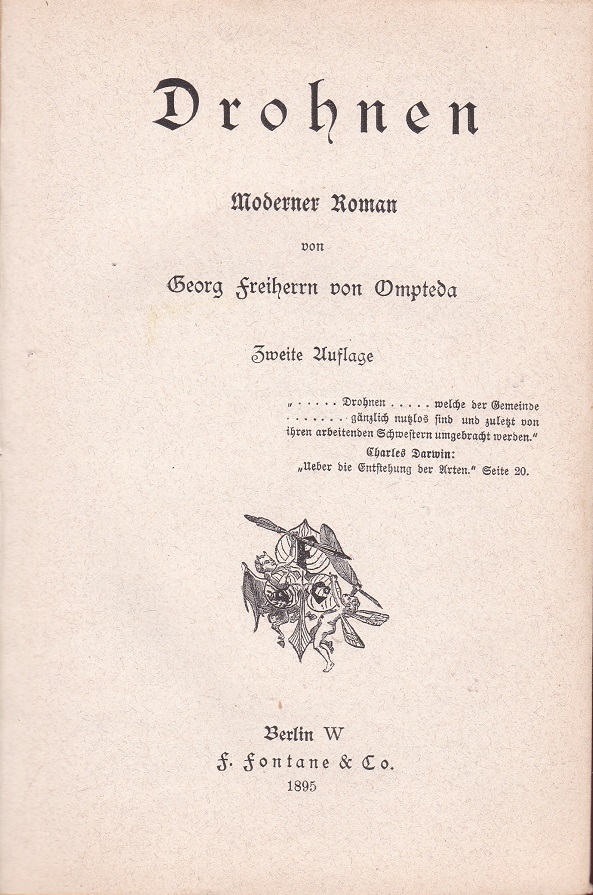 Drohnen
Moderner Roman
von
Georg Freiherrn von Ompteda
Zweite Auflage
„ . . . . . Drohnen . . . . . welche der Gemeinde
. . . . . . . gänzlich nutzlos sind und zuletzt von
ihren arbeitenden Schwestern umgebracht werden.“
Charles Darwin:
„Ueber die Entstehung der Arten.“ Seite 20.
F
& C
Berlin W
F. Fontane & Co.
1895